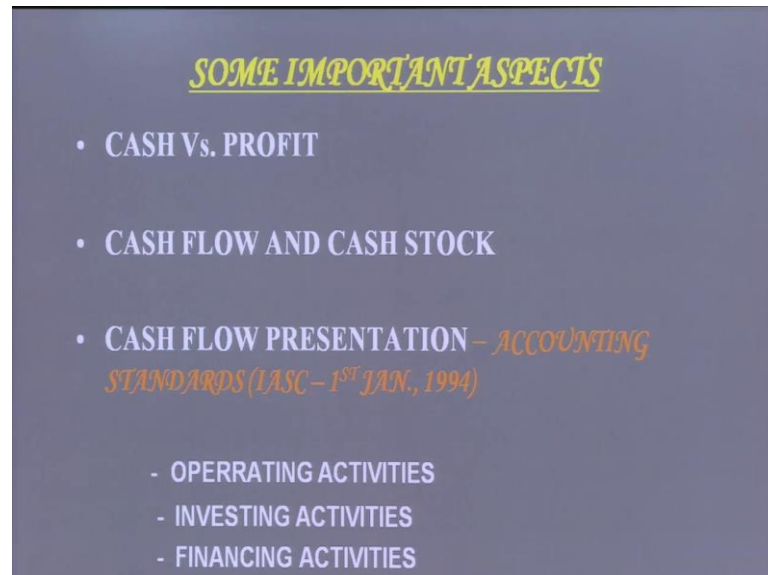 SOME IMPORTANT ASPECTS
• CASH Vs. PROFIT
• CASH FLOW AND CASH STOCK
• CASH FLOW PRESENTATION – ACCOUNTING
STANDARDS (IASC – 1ST JAN., 1994)
- OPERRATING ACTIVITIES
- INVESTING ACTIVITIES
- FINANCING ACTIVITIES